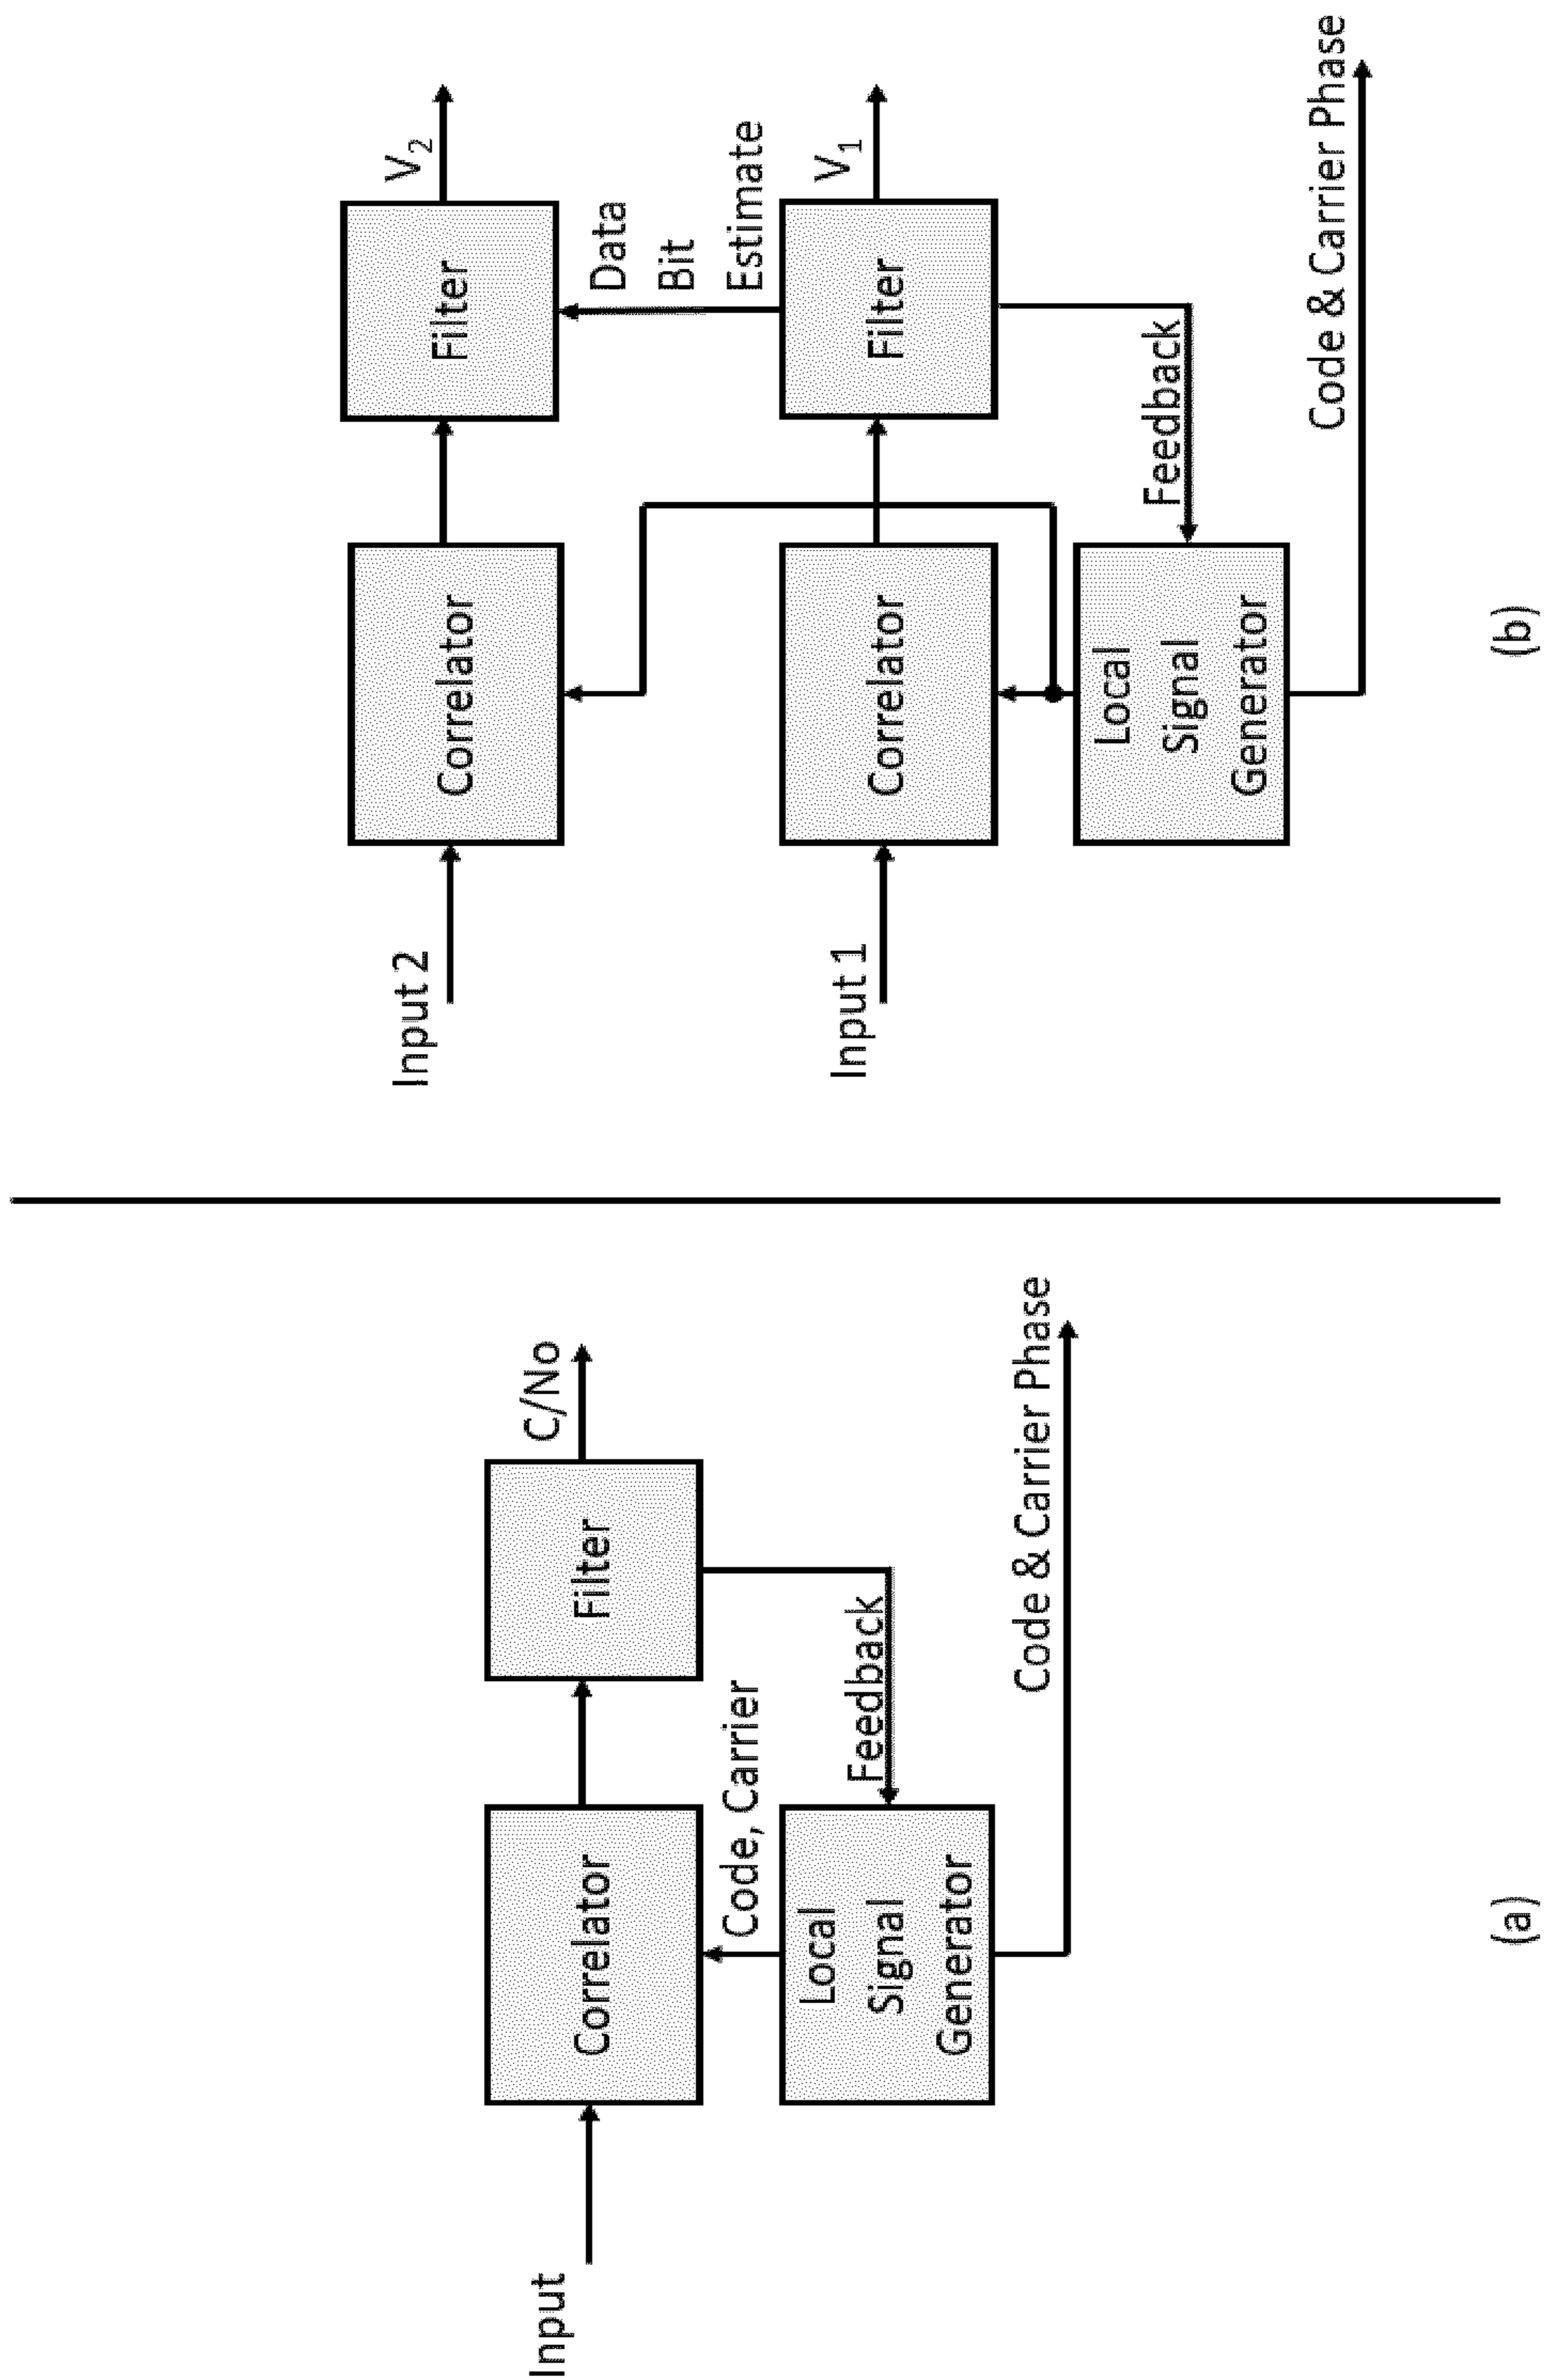 Input
Correlator
Filter
C/No
Code, Carrier
Feedback
Local
Signal
Generator
Code & Carrier Phase
(a)
Input 2
Correlator
Filter
V2
Data
Bit
Estimate
Input 1
Correlator
Filter
V1
Feedback
Local
Signal
Generator
Code & Carrier Phase
(b)